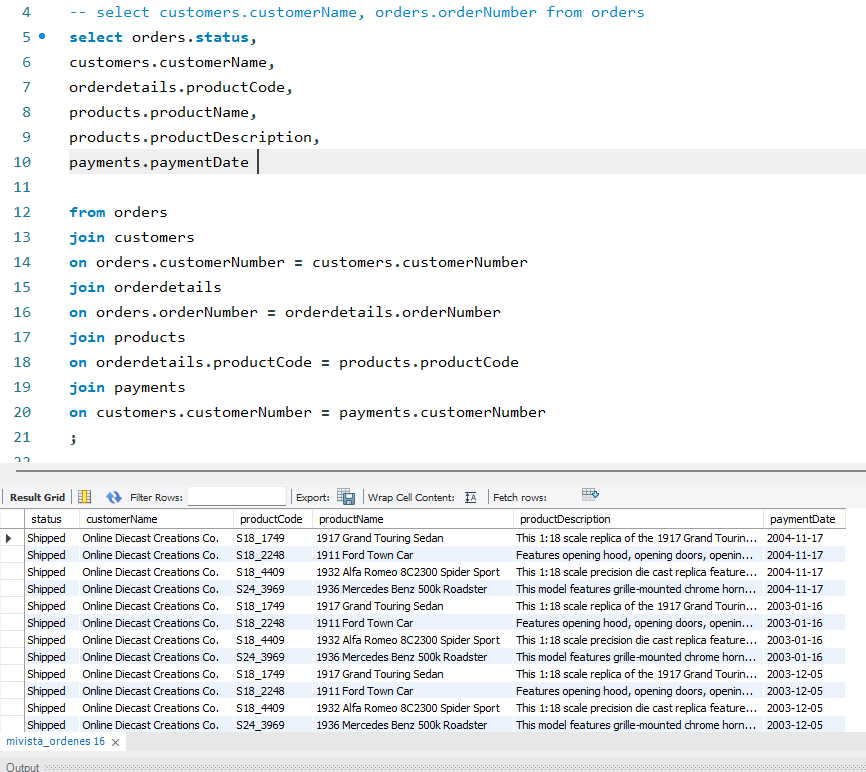 4 -- select customers.customerName, orders.orderNumber from orders
5 select orders.status,
6 customers.customerName,
7 orderdetails.productCode,
8 products.productName,
9 products.productDescription,
10 payments.paymentDate
11
12 from orders
13 join customers
14 on orders.customerNumber = customers.customerNumber
15 join orderdetails
16 on orders.orderNumber = orderdetails.orderNumber
17 join products
18 on orderdetails.productCode = products.productCode
19 join payments
20 on customers.customerNumber = payments.customerNumber
21 ;
22
Result Grid Filter Rows: Export: Wrap Cell Content: Fetch rows:
status customerName productCode productName productDescription paymentDate
Shipped Online Diecast Creations Co. S18_1749 1917 Grand Touring Sedan This 1:18 scale replica of the 1917 Grand Tourin... 2004-11-17
Shipped Online Diecast Creations Co. S18_2248 1911 Ford Town Car Features opening hood, opening doors, openin... 2004-11-17
Shipped Online Diecast Creations Co. S18_4409 1932 Alfa Romeo 8C2300 Spider Sport This 1:18 scale precision die cast replica feature... 2004-11-17
Shipped Online Diecast Creations Co. S24_3969 1936 Mercedes Benz 500k Roadster This model features grille-mounted chrome horn... 2004-11-17
Shipped Online Diecast Creations Co. S18_1749 1917 Grand Touring Sedan This 1:18 scale replica of the 1917 Grand Tourin... 2003-01-16
Shipped Online Diecast Creations Co. S18_2248 1911 Ford Town Car Features opening hood, opening doors, openin... 2003-01-16
Shipped Online Diecast Creations Co. S18_4409 1932 Alfa Romeo 8C2300 Spider Sport This 1:18 scale precision die cast replica feature... 2003-01-16
Shipped Online Diecast Creations Co. S24_3969 1936 Mercedes Benz 500k Roadster This model features grille-mounted chrome horn... 2003-01-16
Shipped Online Diecast Creations Co. S18_1749 1917 Grand Touring Sedan This 1:18 scale replica of the 1917 Grand Tourin... 2003-12-05
Shipped Online Diecast Creations Co. S18_2248 1911 Ford Town Car Features opening hood, opening doors, openin... 2003-12-05
Shipped Online Diecast Creations Co. S18_4409 1932 Alfa Romeo 8C2300 Spider Sport This 1:18 scale precision die cast replica feature... 2003-12-05
Shipped Online Diecast Creations Co. S24_3969 1936 Mercedes Benz 500k Roadster This model features grille-mounted chrome horn... 2003-12-05
mivista_ordenes 16
Output